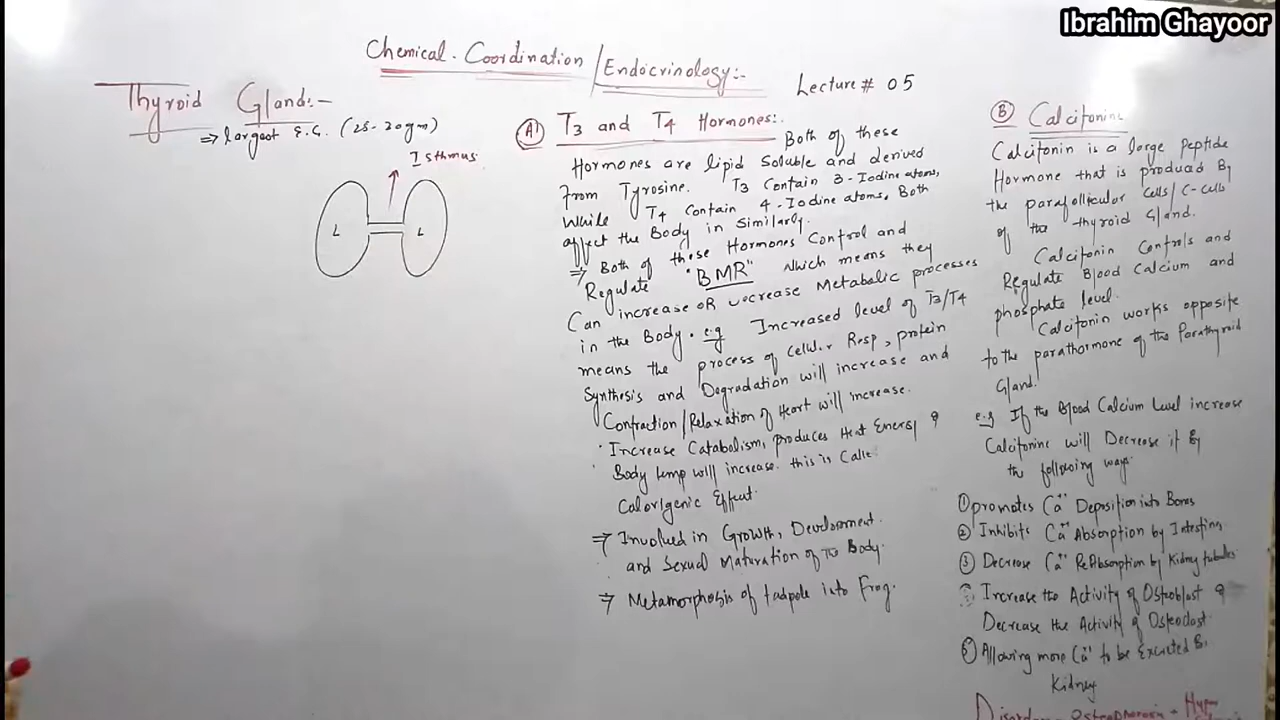 Ibrahim Ghayoor
Chemical. Coordination / Endocrinology:-
Lecture # 05
Thyroid Gland:-
⇒ largest E.G. (25-20gm)
Isthmus
L L
(A) T3 and T4 Hormones:.
Both of these
Hormones are lipid Soluble and derived
From Tyrosine. T3 Contain 3-Iodine atoms,
While T4 Contain 4-Iodine atoms. Both
affect the Body in Similarly.
⇒ Both of these Hormones Control and
Regulate "BMR" Which means they
Can increase OR decrease Metabolic processes
in the Body. e.g Increased level of T3/T4
means the process of cellular Resp, protein
Synthesis and Degradation will increase and
Contraction/Relaxation of Heart will increase.
· Increase Catabolism, produces Heat Energy &
· Body temp will increase. this is Calle
Calorigenic Effect.
⇒ Involved in Growth, Development.
and Sexual Maturation of the Body.
⇒ Metamorphosis of tadpole into Frog.
(B) Calcitonine
Calcitonin is a large Peptide
Hormone that is produced By
the parafollicular Cells/C-cells
of the thyroid Gland.
Calcitonin Controls and
Regulate Blood Calcium and
phosphate level.
Calcitonin works opposite
to the parathormone of the Parathyroid
Gland.
e.g If the Blood Calcium Level increase
Calcitonine will Decrease it By
the following ways.
① promotes Ca++ Deposition into Bones
② Inhibits Ca++ Absorption by Intestine
③ Decrease Ca++ ReAbsorption by Kidney tubules
Increase the Activity of Osteoblast &
Decrease the Activity of Osteoclast.
⑤ Allowing more Ca++ to be Excreted By
Kidney